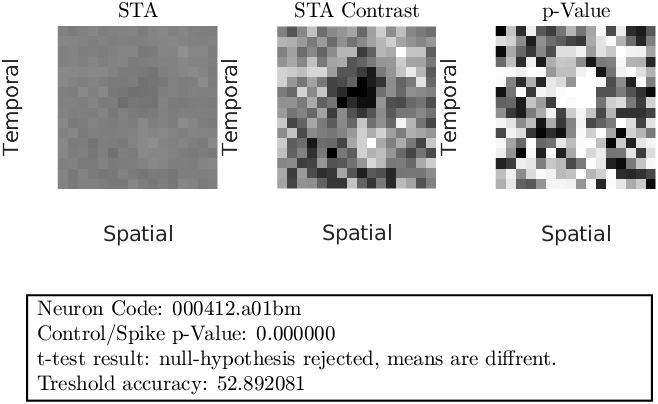 STA
STA Contrast
p-Value
Temporal
Temporal
Temporal
Spatial
Spatial
Spatial
Neuron Code: 000412.a01bm
Control/Spike p-Value: 0.000000
t-test result: null-hypothesis rejected, means are diffrent.
Treshold accuracy: 52.892081